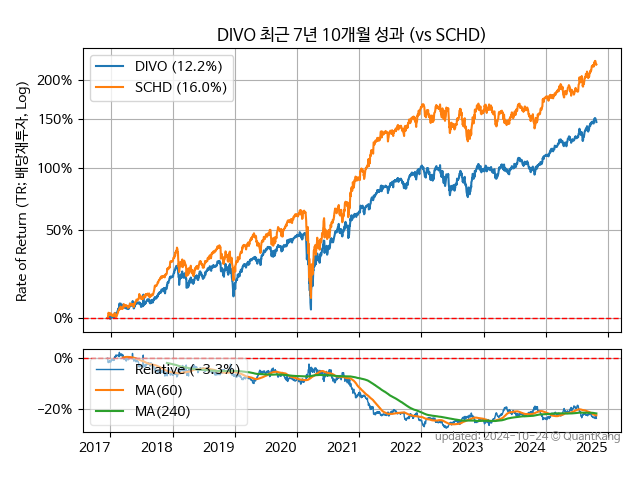 DIVO 최근 7년 10개월 성과 (vs SCHD)
Rate of Return (TR: 배당재투자, Log)
DIVO (12.2%)
SCHD (16.0%)
200%
150%
100%
50%
0%
0%
−20%
Relative (−3.3%)
MA(60)
MA(240)
2017 2018 2019 2020 2021 2022 2023 2024 2025
updated: 2024-10-24 © QuantKang